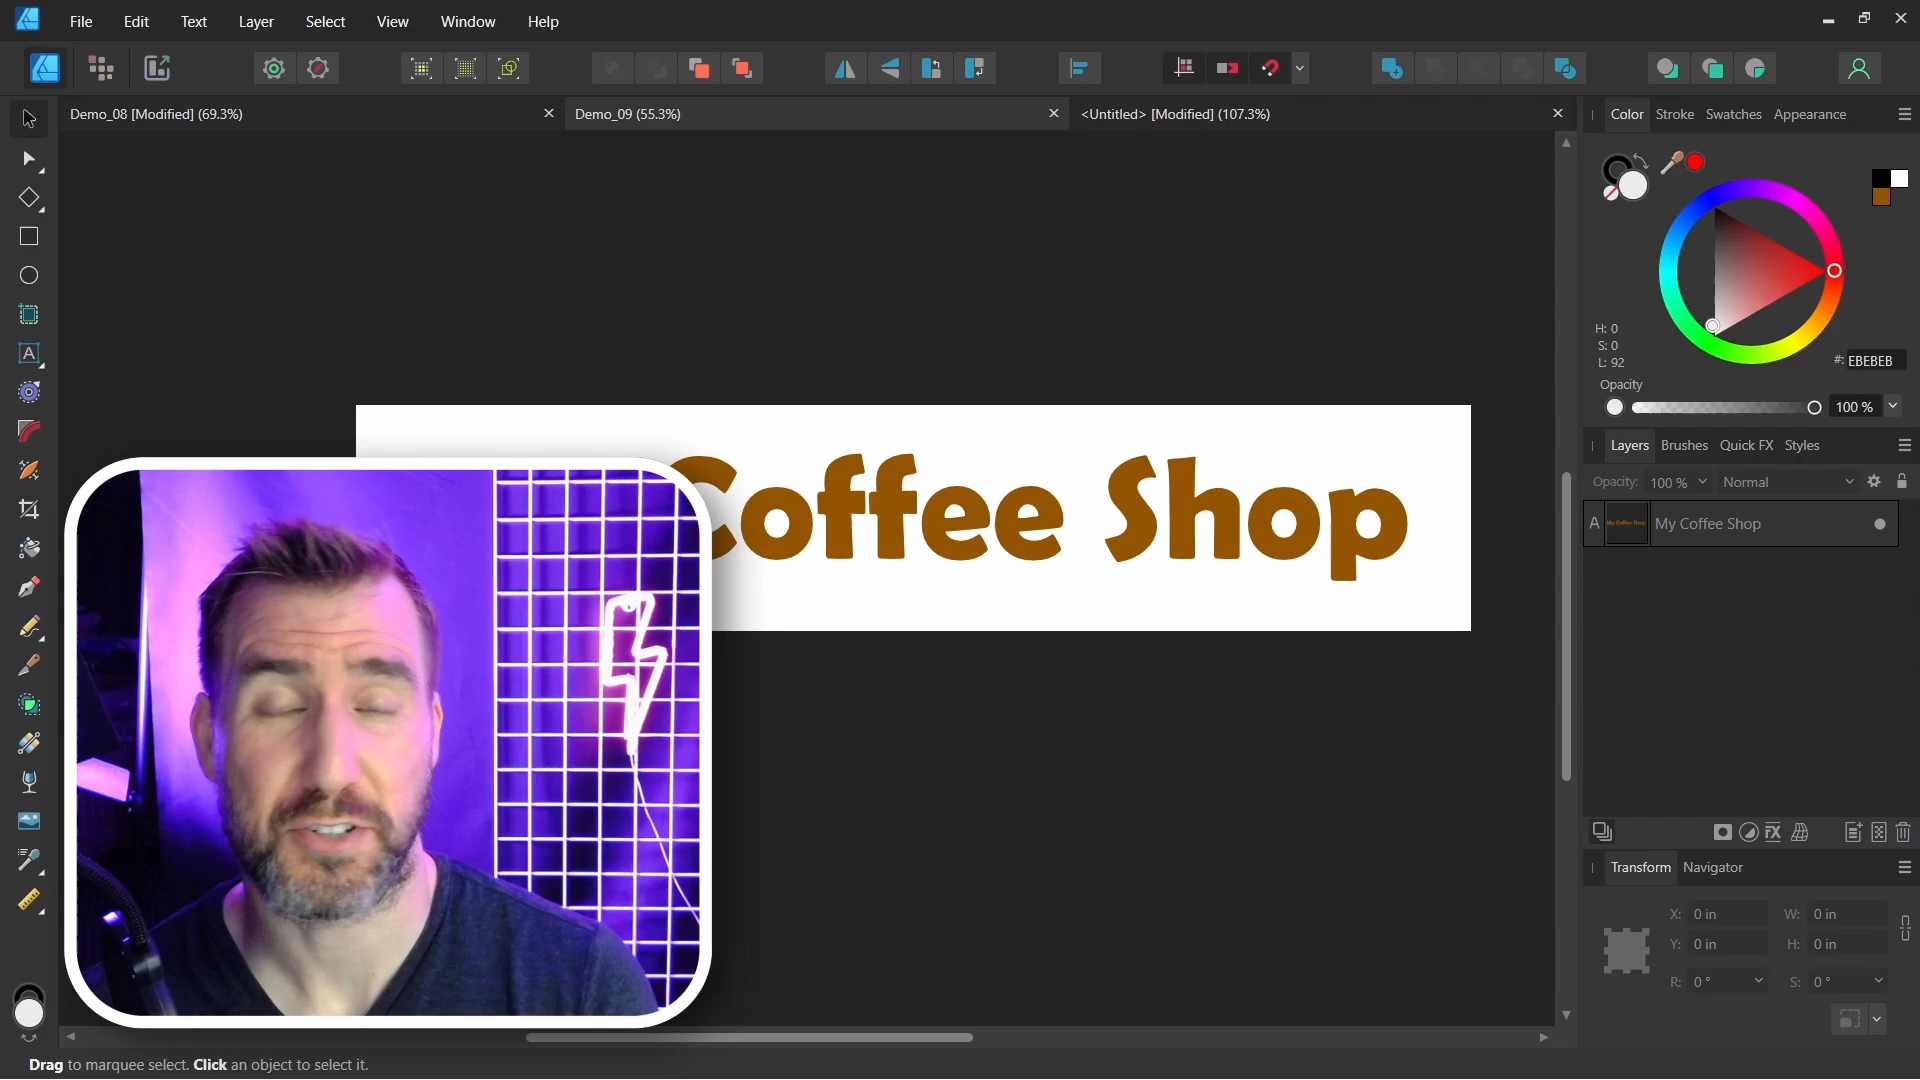 File Edit Text Layer Select View Window Help
Demo_08 [Modified] (69.3%)
Demo_09 (55.3%)
<Untitled> [Modified] (107.3%)
Color Stroke Swatches Appearance
H: 0
S: 0
L: 92
#: EBEBEB
Opacity
100 %
Layers Brushes Quick FX Styles
Opacity: 100 % Normal
A My Coffee Shop My Coffee Shop
Coffee Shop
Transform Navigator
X: 0 in W: 0 in
Y: 0 in H: 0 in
R: 0 ° S: 0 °
Drag to marquee select. Click an object to select it.